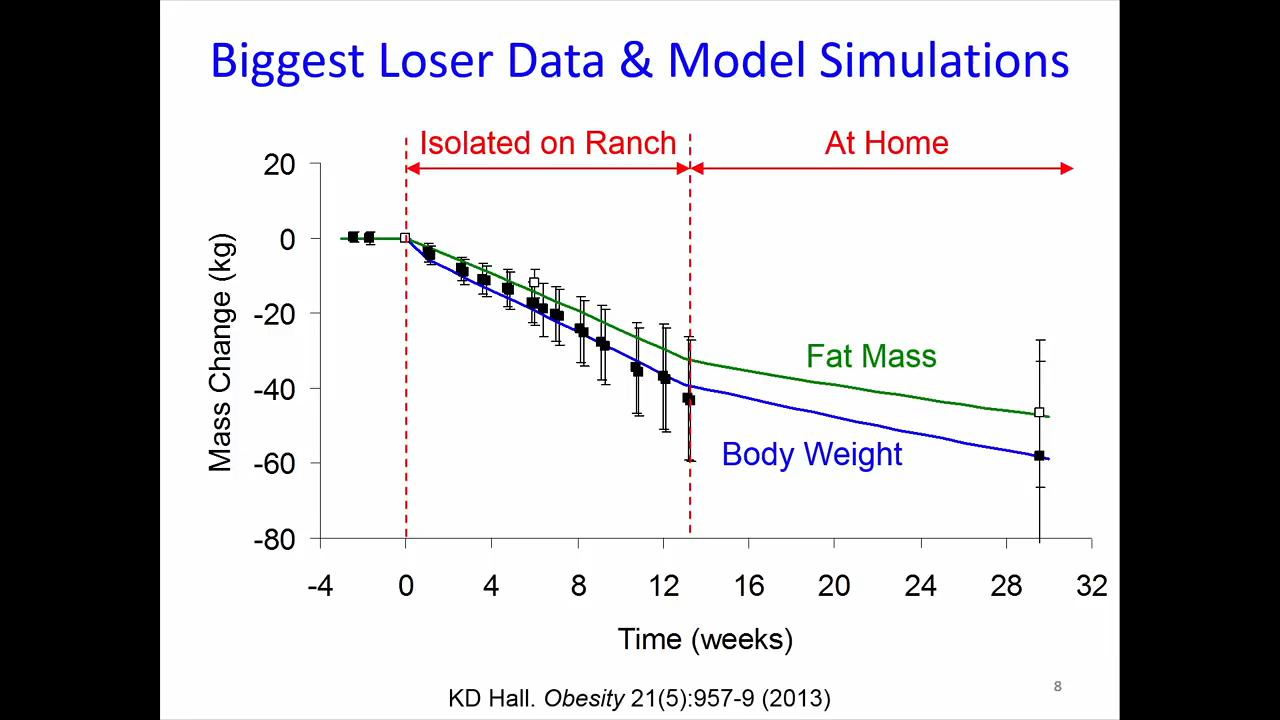 Biggest Loser Data & Model Simulations
Isolated on Ranch
At Home
20
0
-20
-40
-60
-80
Mass Change (kg)
Fat Mass
Body Weight
-4 0 4 8 12 16 20 24 28 32
Time (weeks)
8
KD Hall. Obesity 21(5):957-9 (2013)